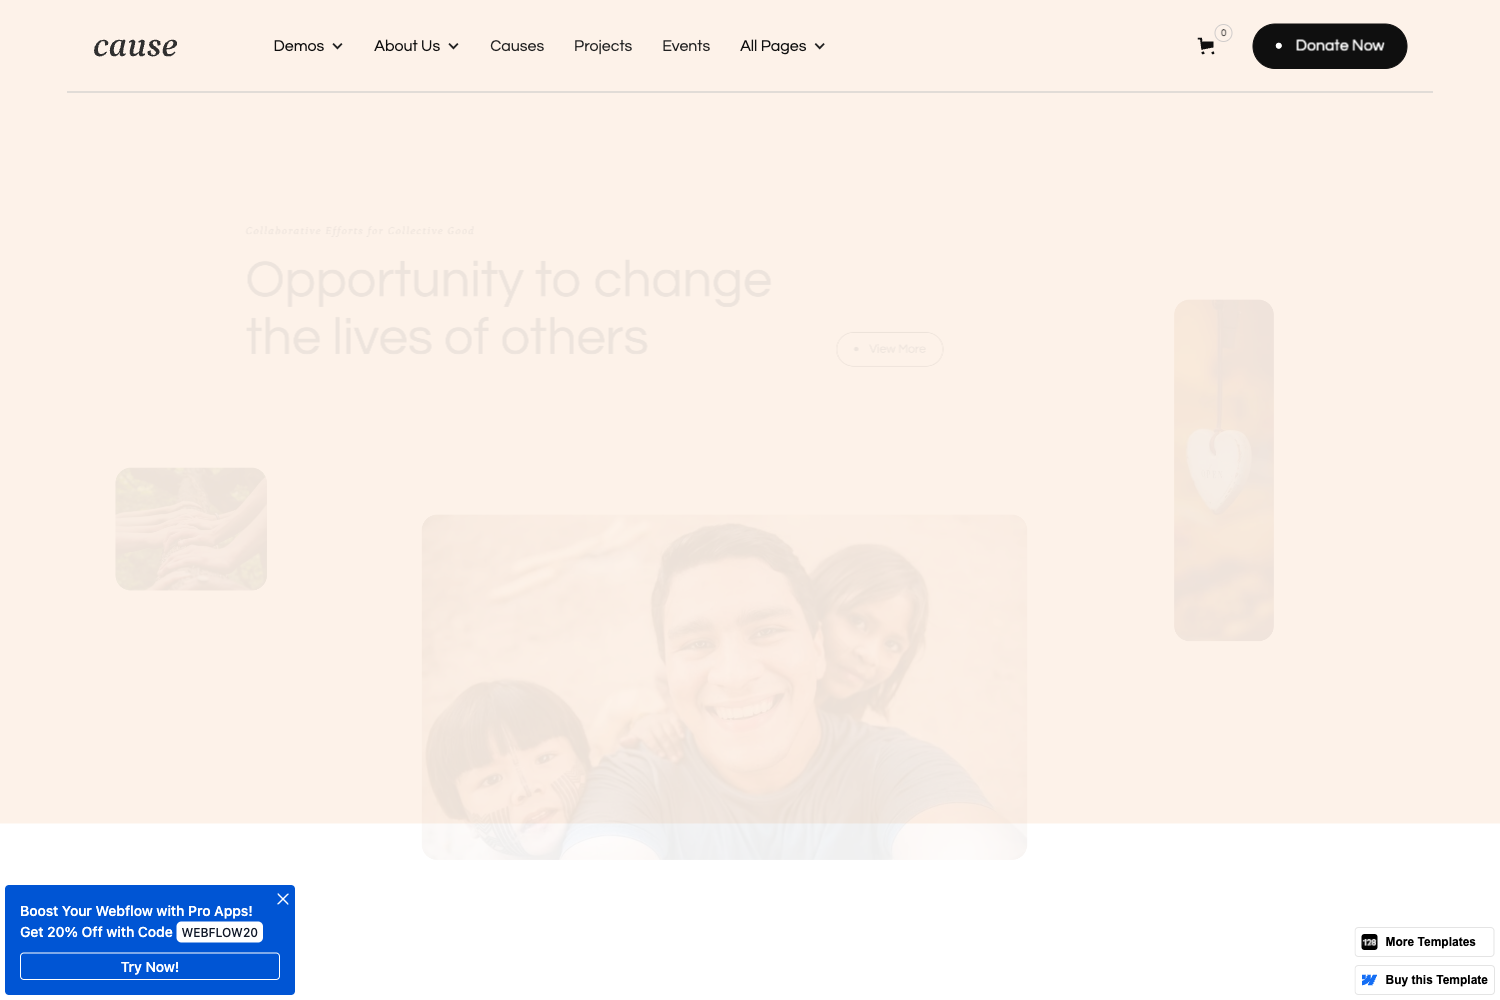 cause
Demos
About Us
Causes
Projects
Events
All Pages
0
Donate Now
Collaborative Efforts for Collective Good
Opportunity to change
the lives of others
View More
Boost Your Webflow with Pro Apps!
Get 20% Off with Code WEBFLOW20
Try Now!
128
More Templates
Buy this Template